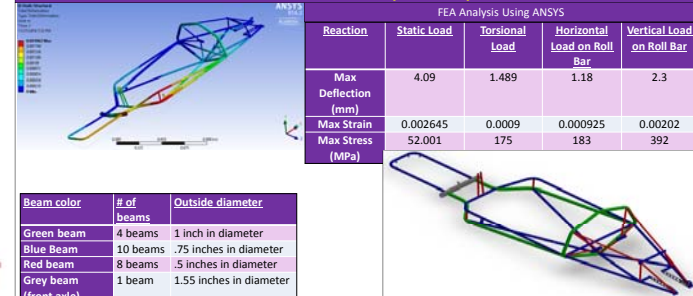 ANSYS
FEA Analysis Using ANSYS
Reaction Static Load Torsional Load Horizontal Load on Roll Bar Vertical Load on Roll Bar
Max Deflection (mm) 4.09 1.489 1.18 2.3
Max Strain 0.002645 0.0009 0.000925 0.00202
Max Stress (MPa) 52.001 175 183 392
Beam color # of beams Outside diameter
Green beam 4 beams 1 inch in diameter
Blue Beam 10 beams .75 inches in diameter
Red beam 8 beams .5 inches in diameter
Grey beam (front axle) 1 beam 1.55 inches in diameter